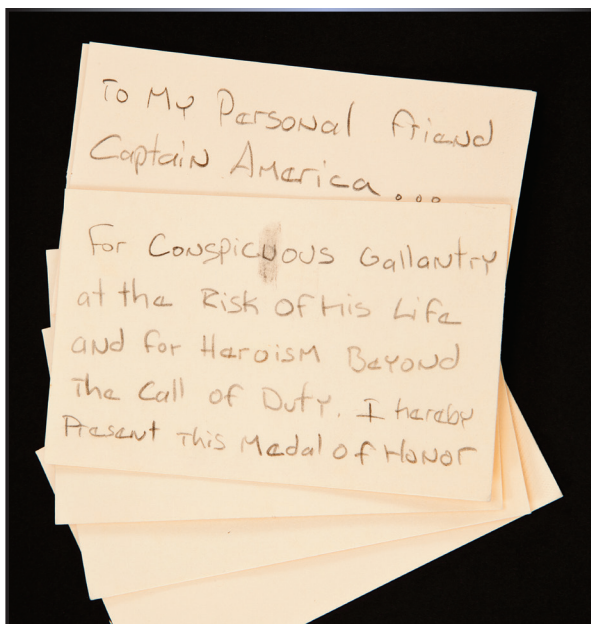 To My Personal Friend
Captain America...
For Conspicuous Gallantry
at the Risk of His Life
and for Heroism Beyond
The Call of Duty. I hereby
Present This Medal of Honor